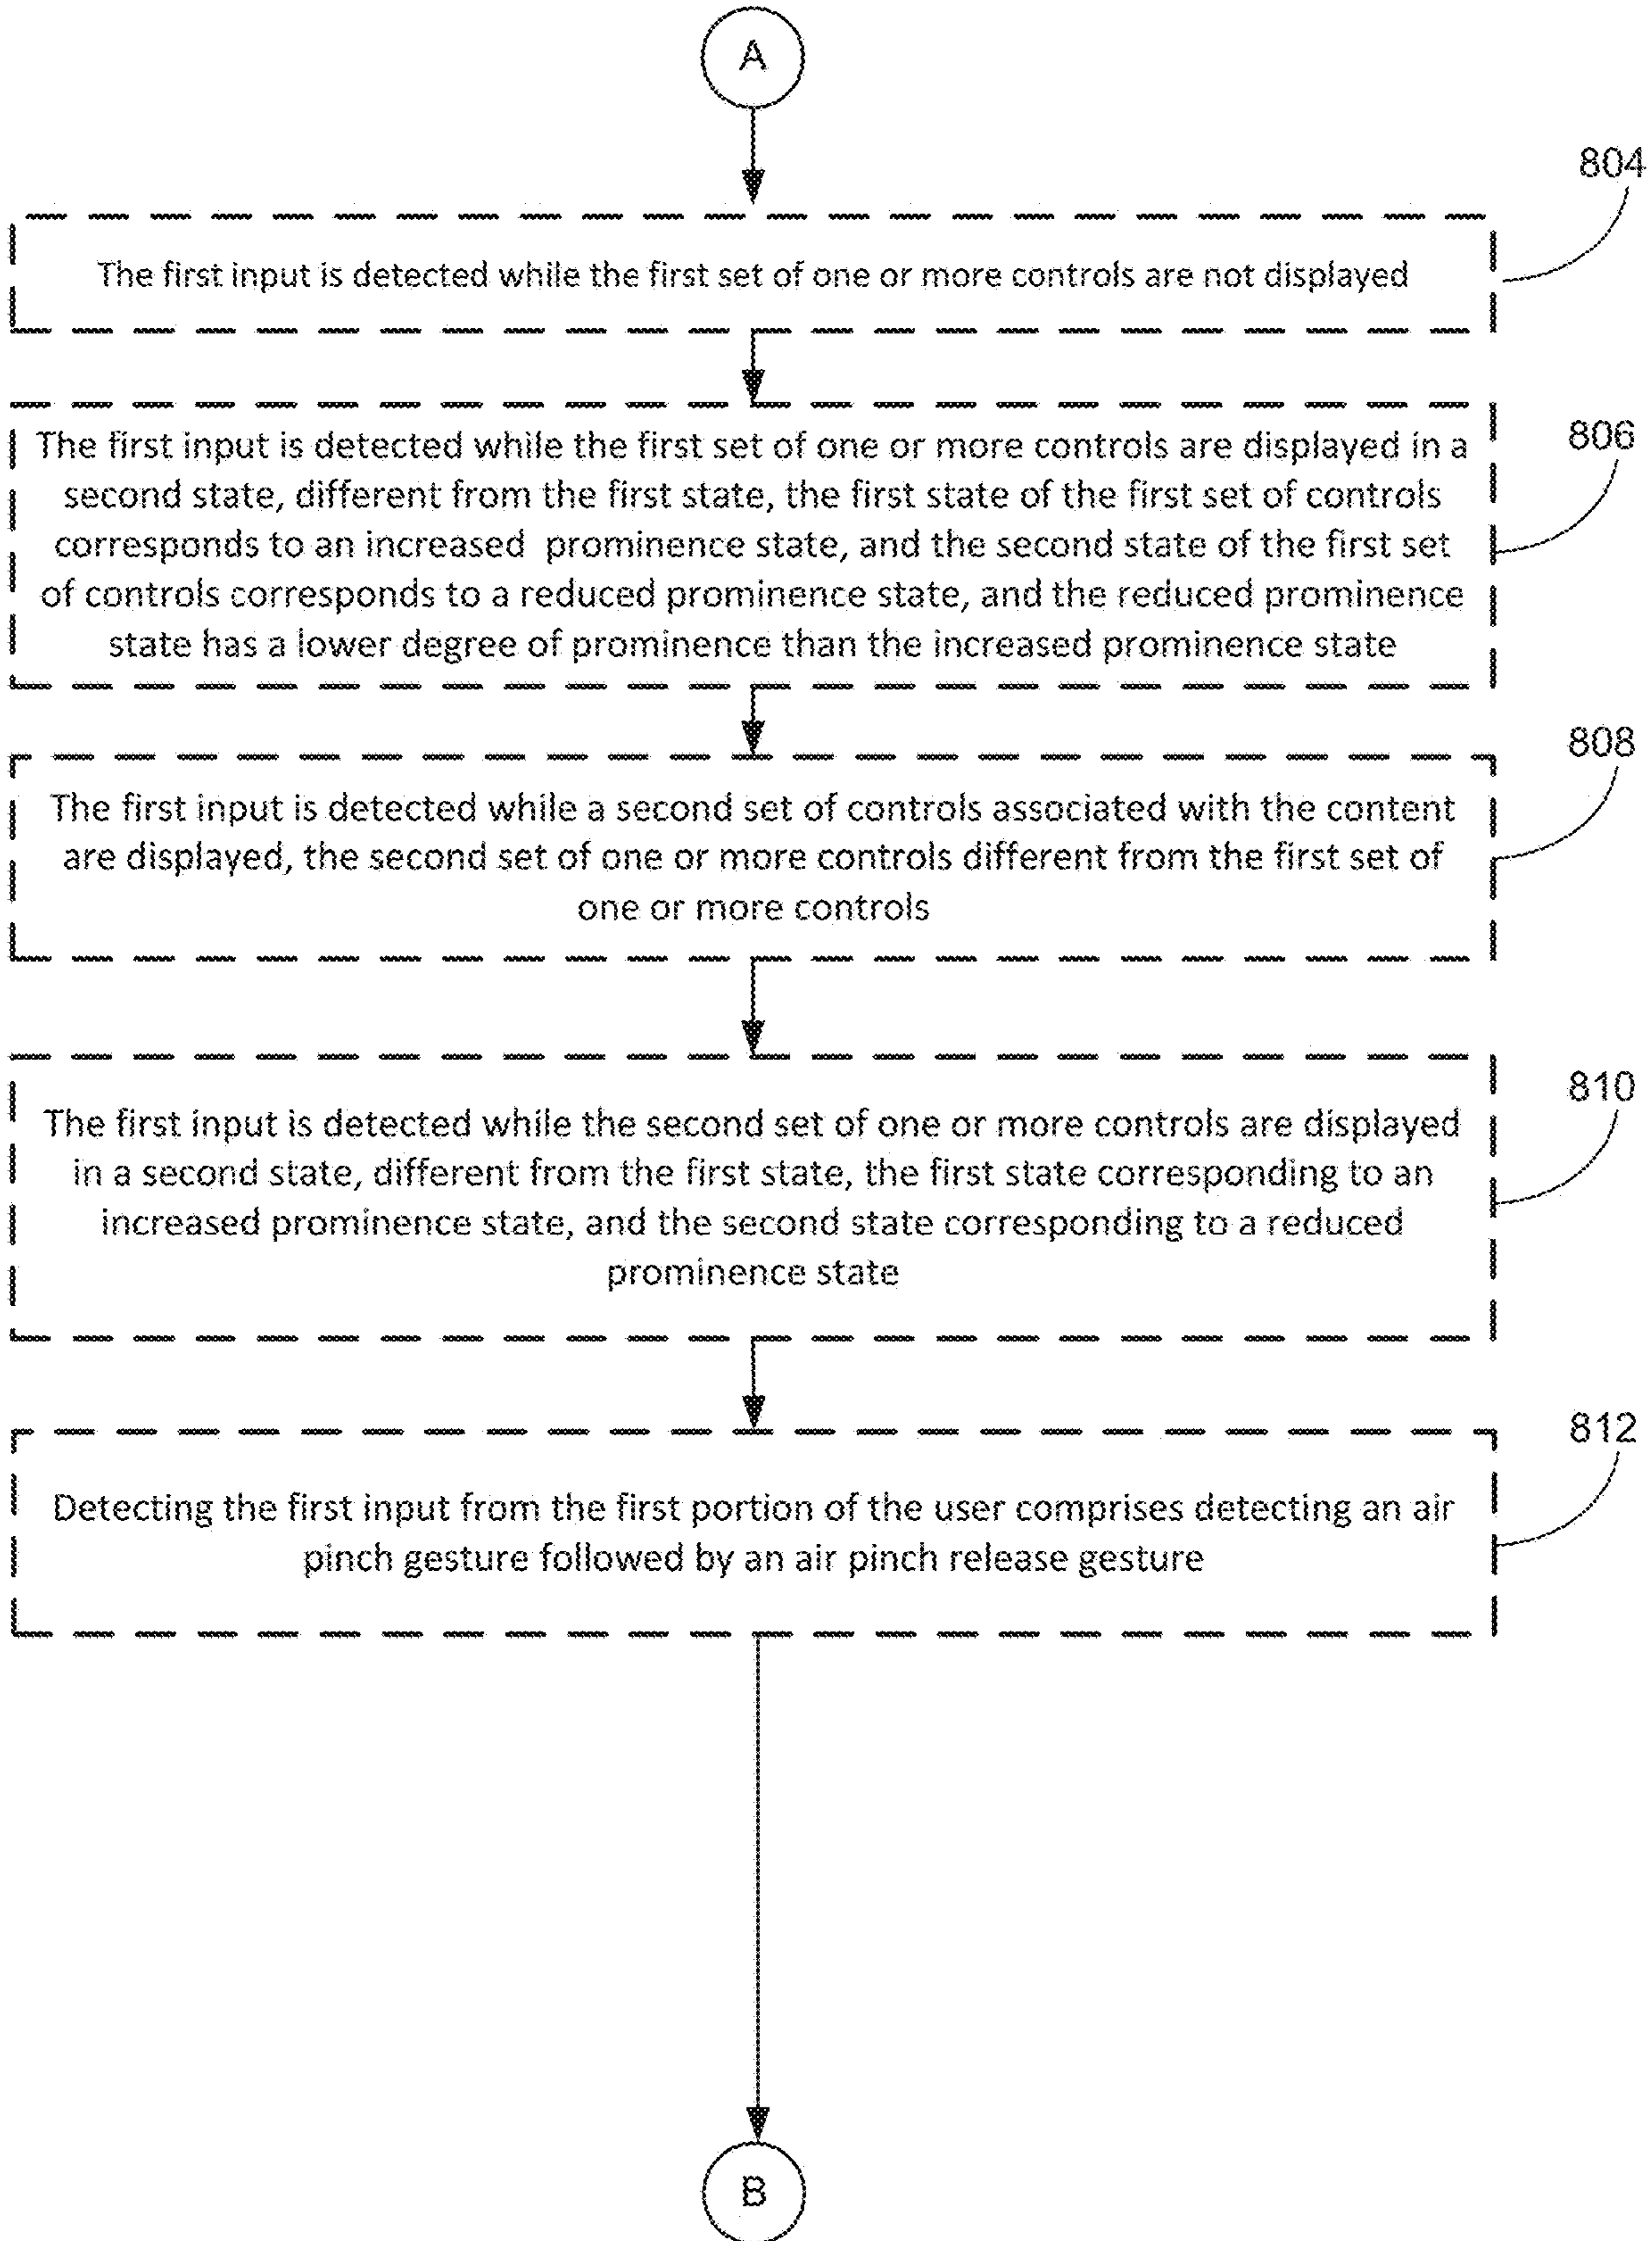 A
804
The first input is detected while the first set of one or more controls are not displayed
806
The first input is detected while the first set of one or more controls are displayed in a
second state, different from the first state, the first state of the first set of controls
corresponds to an increased prominence state, and the second state of the first set
of controls corresponds to a reduced prominence state, and the reduced prominence
state has a lower degree of prominence than the increased prominence state
808
The first input is detected while a second set of controls associated with the content
are displayed, the second set of one or more controls different from the first set of
one or more controls
810
The first input is detected while the second set of one or more controls are displayed
in a second state, different from the first state, the first state corresponding to an
increased prominence state, and the second state corresponding to a reduced
prominence state
812
Detecting the first input from the first portion of the user comprises detecting an air
pinch gesture followed by an air pinch release gesture
B